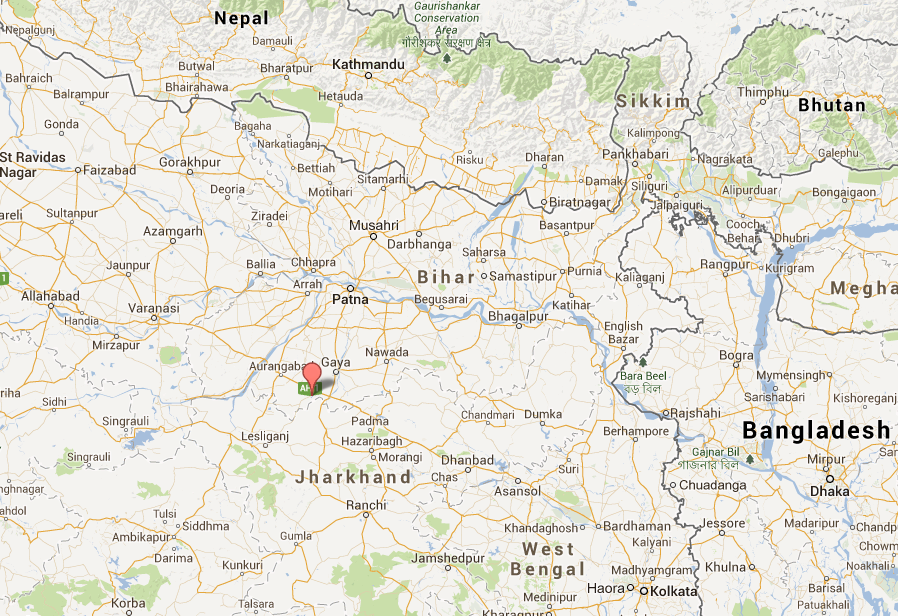 Gaurishankar
Conservation
Area
गौरीशंकर संरक्षण क्षेत्र
Nepal
Nepalgunj
Damauli
Butwal
Bharatpur
Kathmandu
Bahraich
Balrampur
Bhairahawa
Hetauda
Sikkim
Thimphu
Bhutan
Gonda
Bagaha
Narkatiaganj
Risku
Dharan
Kalimpong
Pankhabari
Nagrakata
Galephu
St Ravidas
Nagar
Faizabad
Gorakhpur
Bettiah
Sitamarhi
Damak
Siliguri
Alipurduar
Bongaigaon
Deoria
Motihari
Biratnagar
Jalpaiguri
Sultanpur
Ziradei
Musahri
Basantpur
Cooch
Behar
Dhubri
Azamgarh
Darbhanga
Saharsa
Jaunpur
Ballia
Chhapra
Bihar
Samastipur
Purnia
Kaliaganj
Rangpur
Kurigram
1
Arrah
Patna
Begusarai
Katihar
Megha
Allahabad
Handia
Varanasi
Bhagalpur
English
Bazar
Mirzapur
Nawada
Bogra
Aurangabad
Gaya
Bara Beel
বড় বিল
Mymensingh
Sidhi
Sarishabari
Kishoreganj
Singrauli
Padma
Chandmari
Dumka
Rajshahi
Lesliganj
Hazaribagh
Berhampore
Bangladesh
Singrauli
Morangi
Dhanbad
Suri
Gajnar Bil
গাজনার বিল
Mirpur
Jharkhand
Chas
Asansol
Chuadanga
Dhaka
Tulsi
Ranchi
Siddhma
Khandaghosh
Bardhaman
Jessore
Madaripur
Ambikapur
Gumla
West
Bengal
Kalyani
Darima
Kunkuri
Jamshedpur
Madhyamgram
Khulna
Noakhali
Haora
Kolkata
Barisal
Korba
Talsara
Medinipur
Kharagpur
Patuakhali